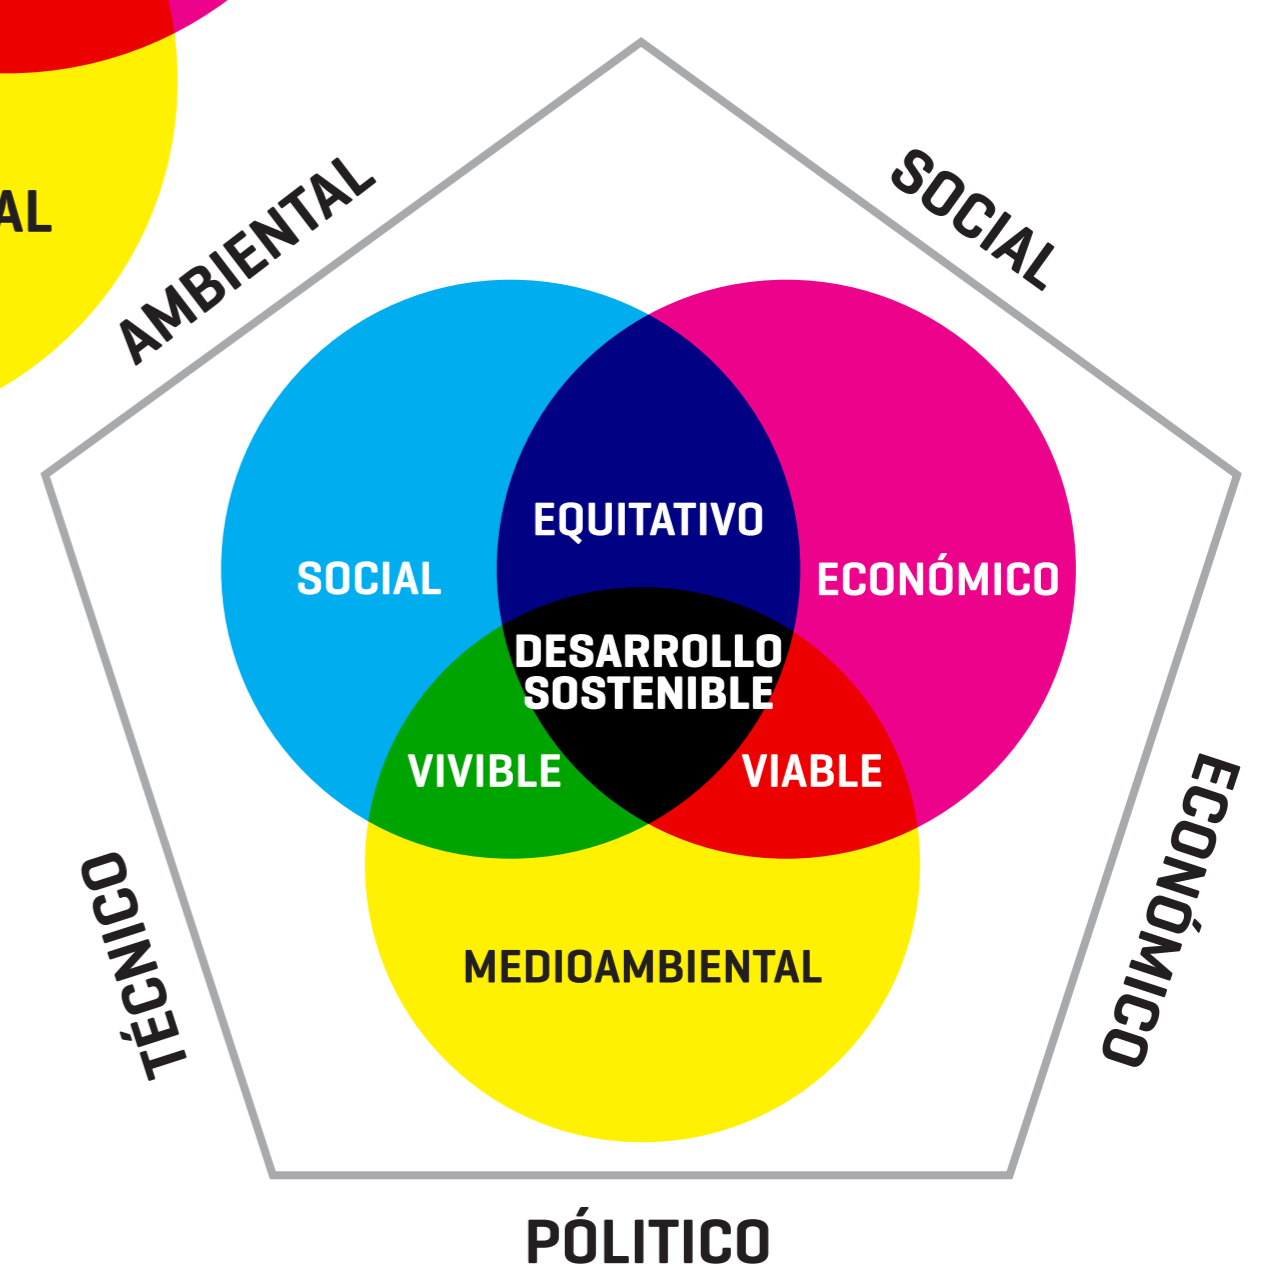 AL
AMBIENTAL
SOCIAL
EQUITATIVO
SOCIAL
ECONÓMICO
DESARROLLO
SOSTENIBLE
VIVIBLE
VIABLE
MEDIOAMBIENTAL
TÉCNICO
ECONÓMICO
PÓLITICO